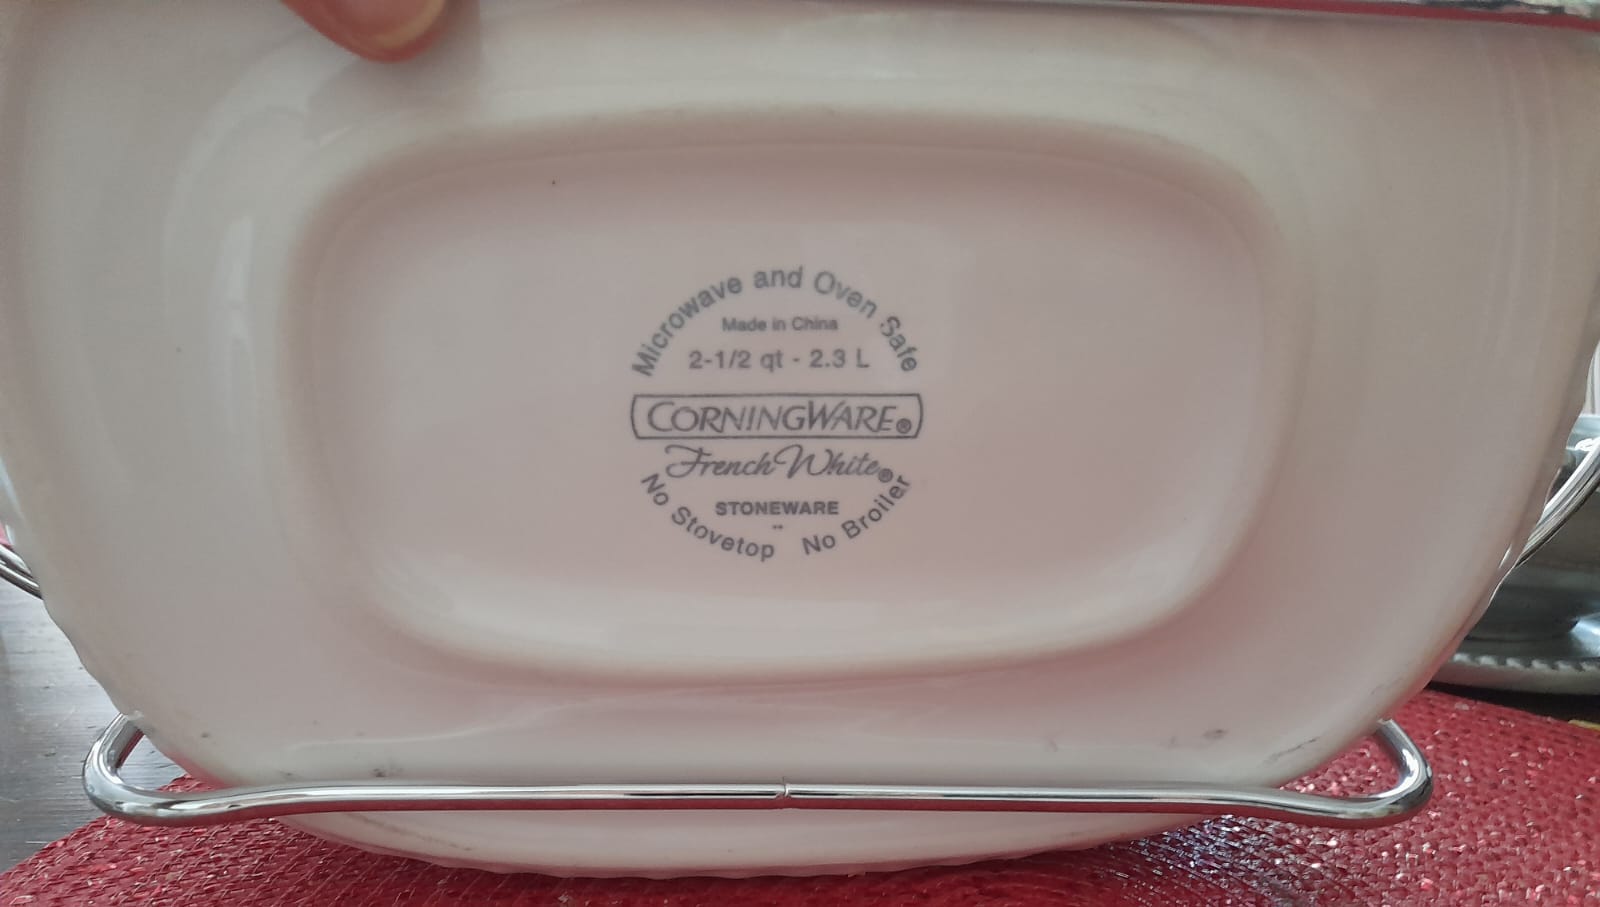 Microwave and Oven Safe
Made in China
2-1/2 qt - 2.3 L
CORNINGWARE®
French White®
STONEWARE
No Stovetop No Broiler